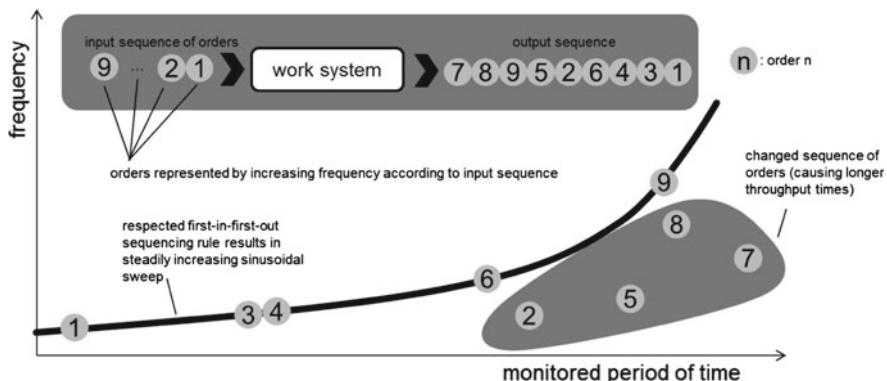 input sequence of orders
output sequence
9 ... 2 1
work system
7 8 9 5 2 6 4 3 1
n : order n
frequency
orders represented by increasing frequency according to input sequence
changed sequence of
orders (causing longer
throughput times)
respected first-in-first-out
sequencing rule results in
steadily increasing sinusoidal
sweep
9
8
7
6
5
2
3 4
1
monitored period of time